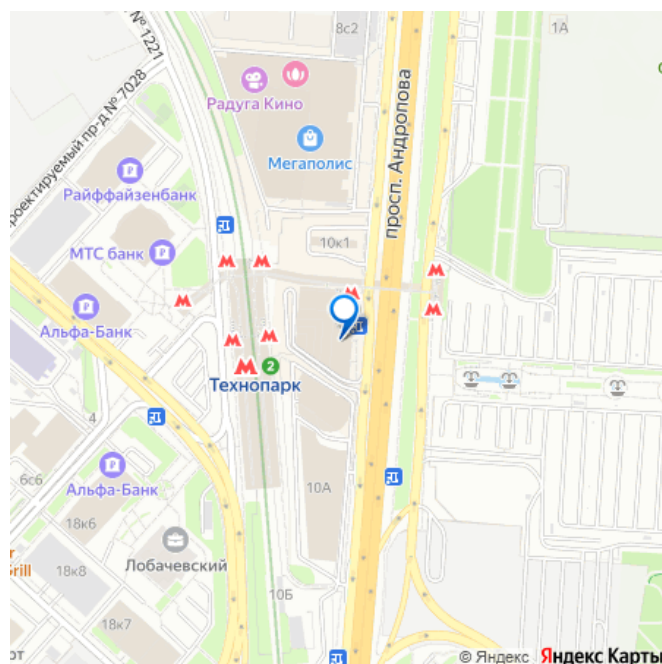 № 1221
8с2
1А
Радуга Кино
проектируемый пр-д № 7028
Мегаполис
просп. Андропова
Райффайзенбанк
10к1
МТС банк
Альфа-Банк
2
Технопарк
4
6с6
10А
Альфа-Банк
18к6
Лобачевский
Grill
18к8
10Б
18к7
© Яндекс Яндекс Карты